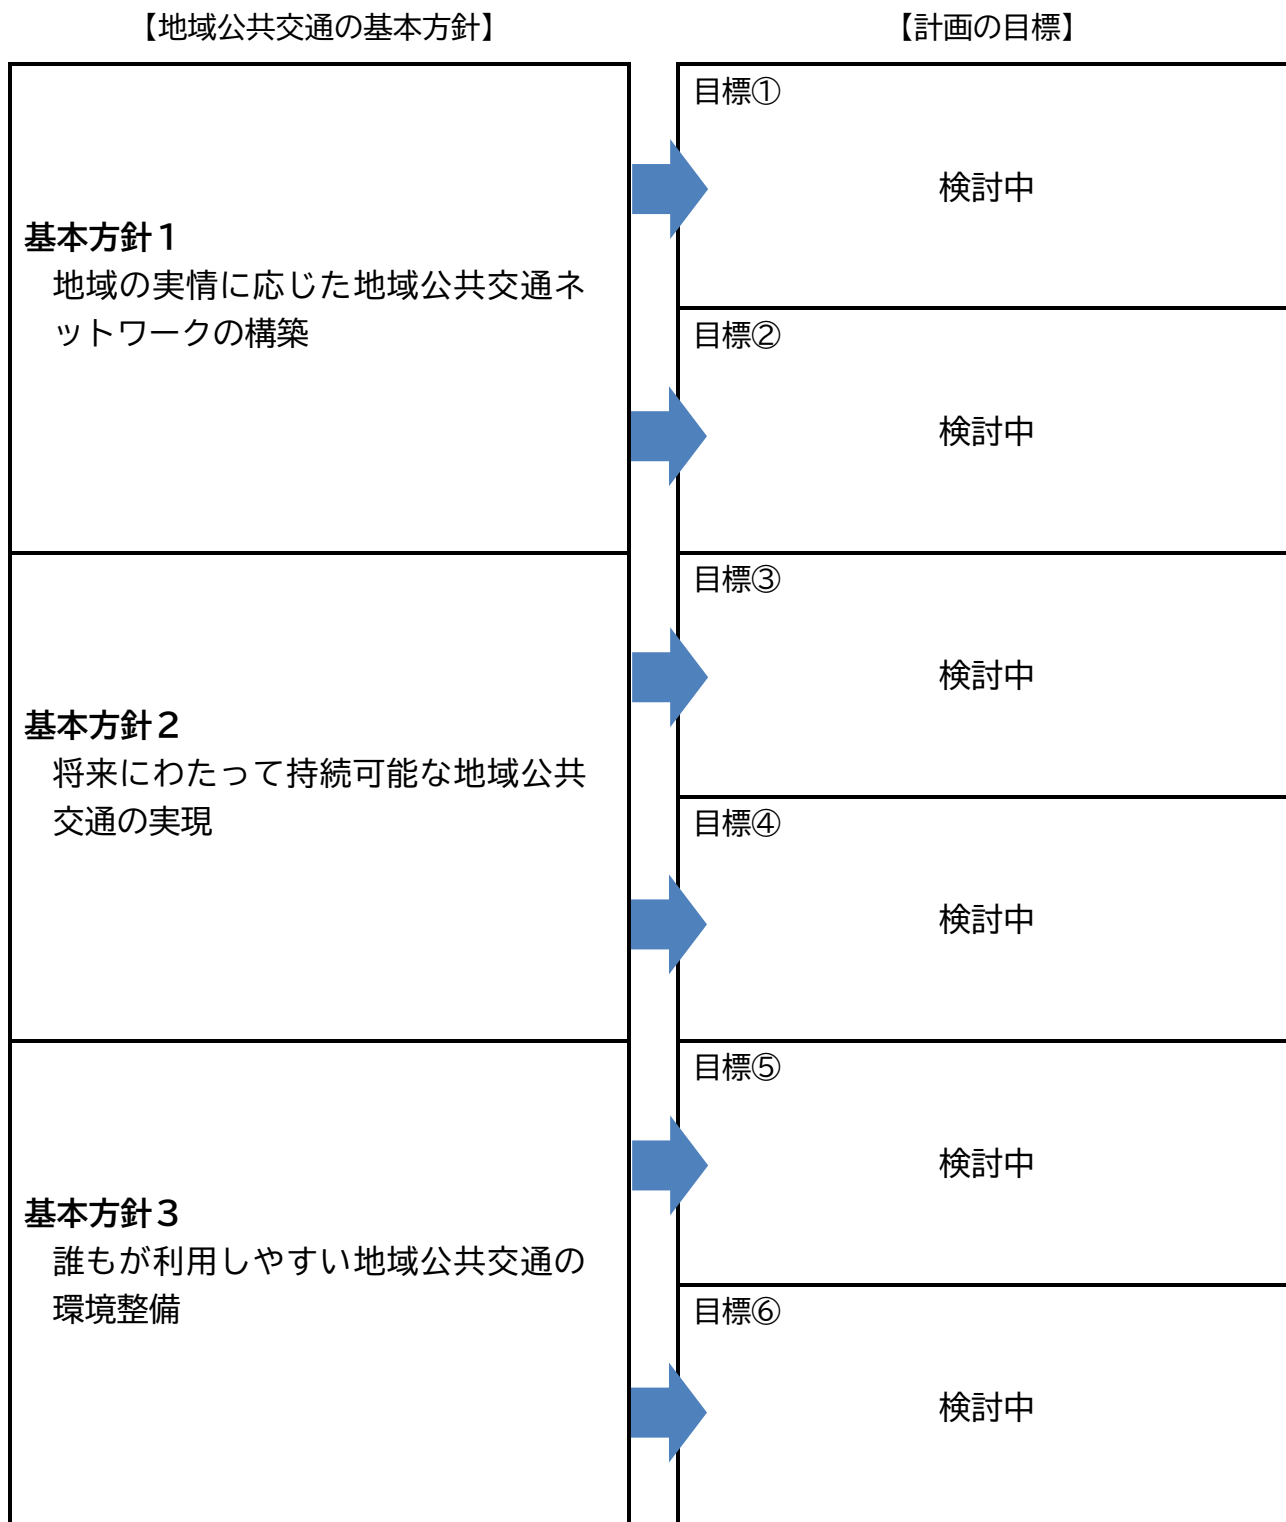 【地域公共交通の基本方針】
【計画の目標】
基本方針１
地域の実情に応じた地域公共交通ネ
ットワークの構築
目標①
検討中
目標②
検討中
基本方針２
将来にわたって持続可能な地域公共
交通の実現
目標③
検討中
目標④
検討中
基本方針３
誰もが利用しやすい地域公共交通の
環境整備
目標⑤
検討中
目標⑥
検討中